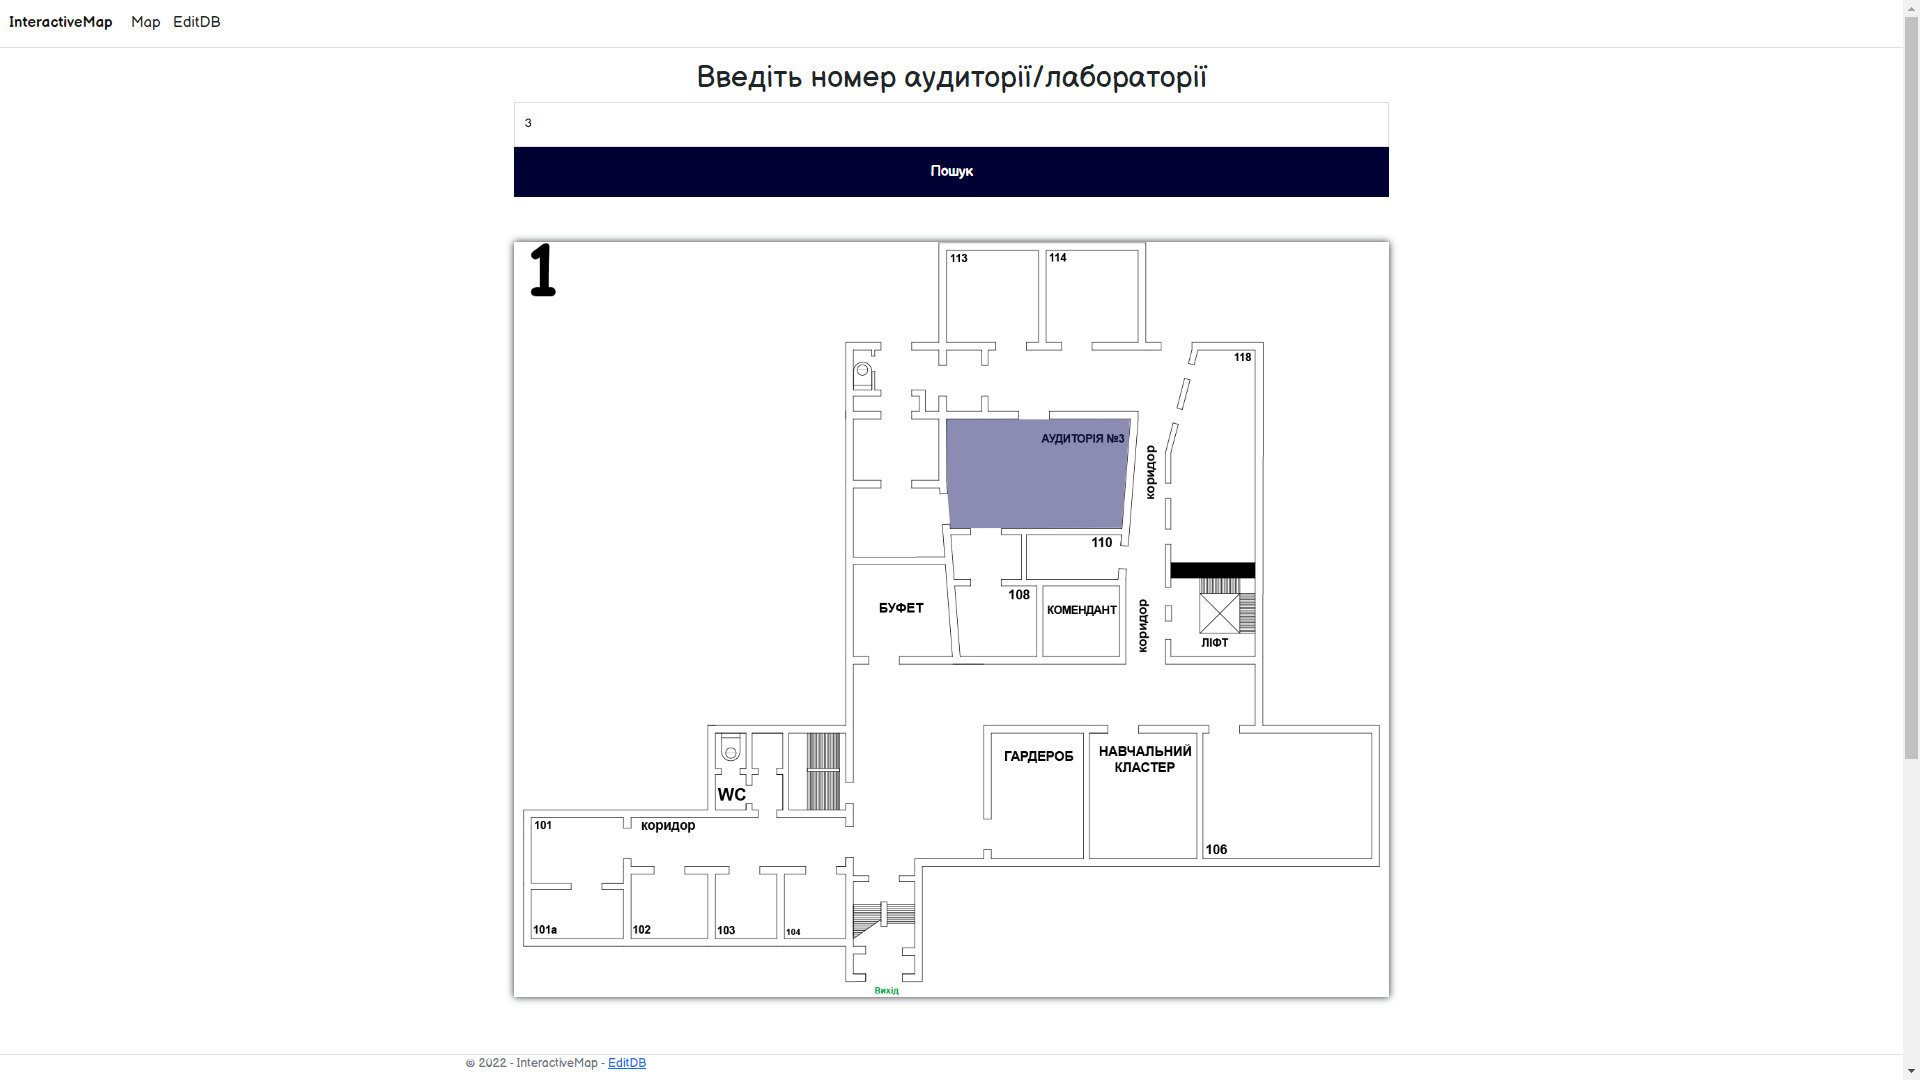 InteractiveMap Map EditDB
Введіть номер аудиторії/лабораторії
3
Пошук
1
113
114
118
АУДИТОРІЯ №3
коридор
110
108
БУФЕТ
КОМЕНДАНТ
коридор
ЛІФТ
ГАРДЕРОБ
НАВЧАЛЬНИЙ
КЛАСТЕР
WC
101
коридор
106
101а
102
103
104
Вихід
© 2022 - InteractiveMap - EditDB